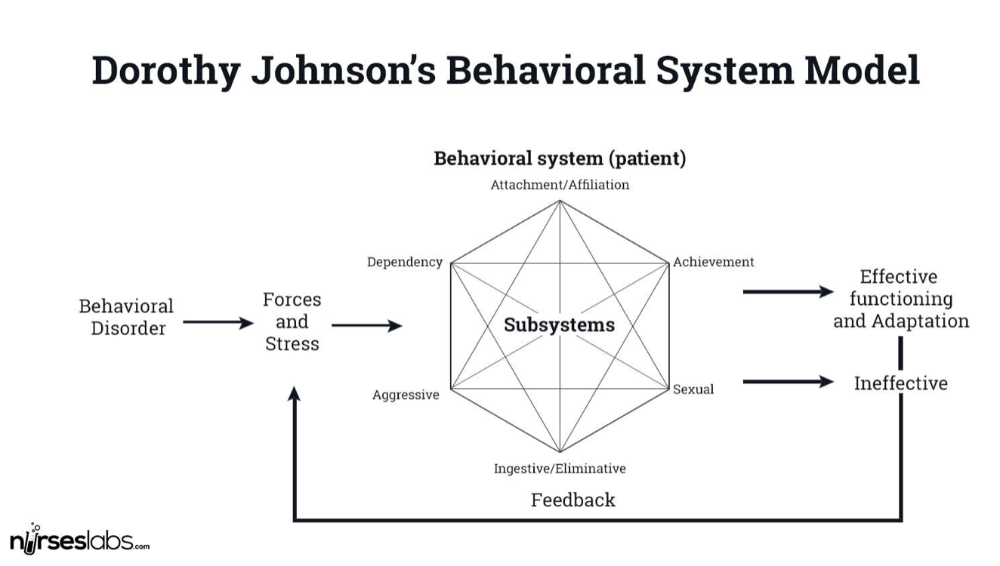 Dorothy Johnson's Behavioral System Model
Behavioral system (patient)
Attachment/Affiliation
Dependency
Achievement
Behavioral
Disorder
Forces
and
Stress
Subsystems
Effective
functioning
and Adaptation
Aggressive
Sexual
Ineffective
Ingestive/Eliminative
Feedback
nurseslabs.com